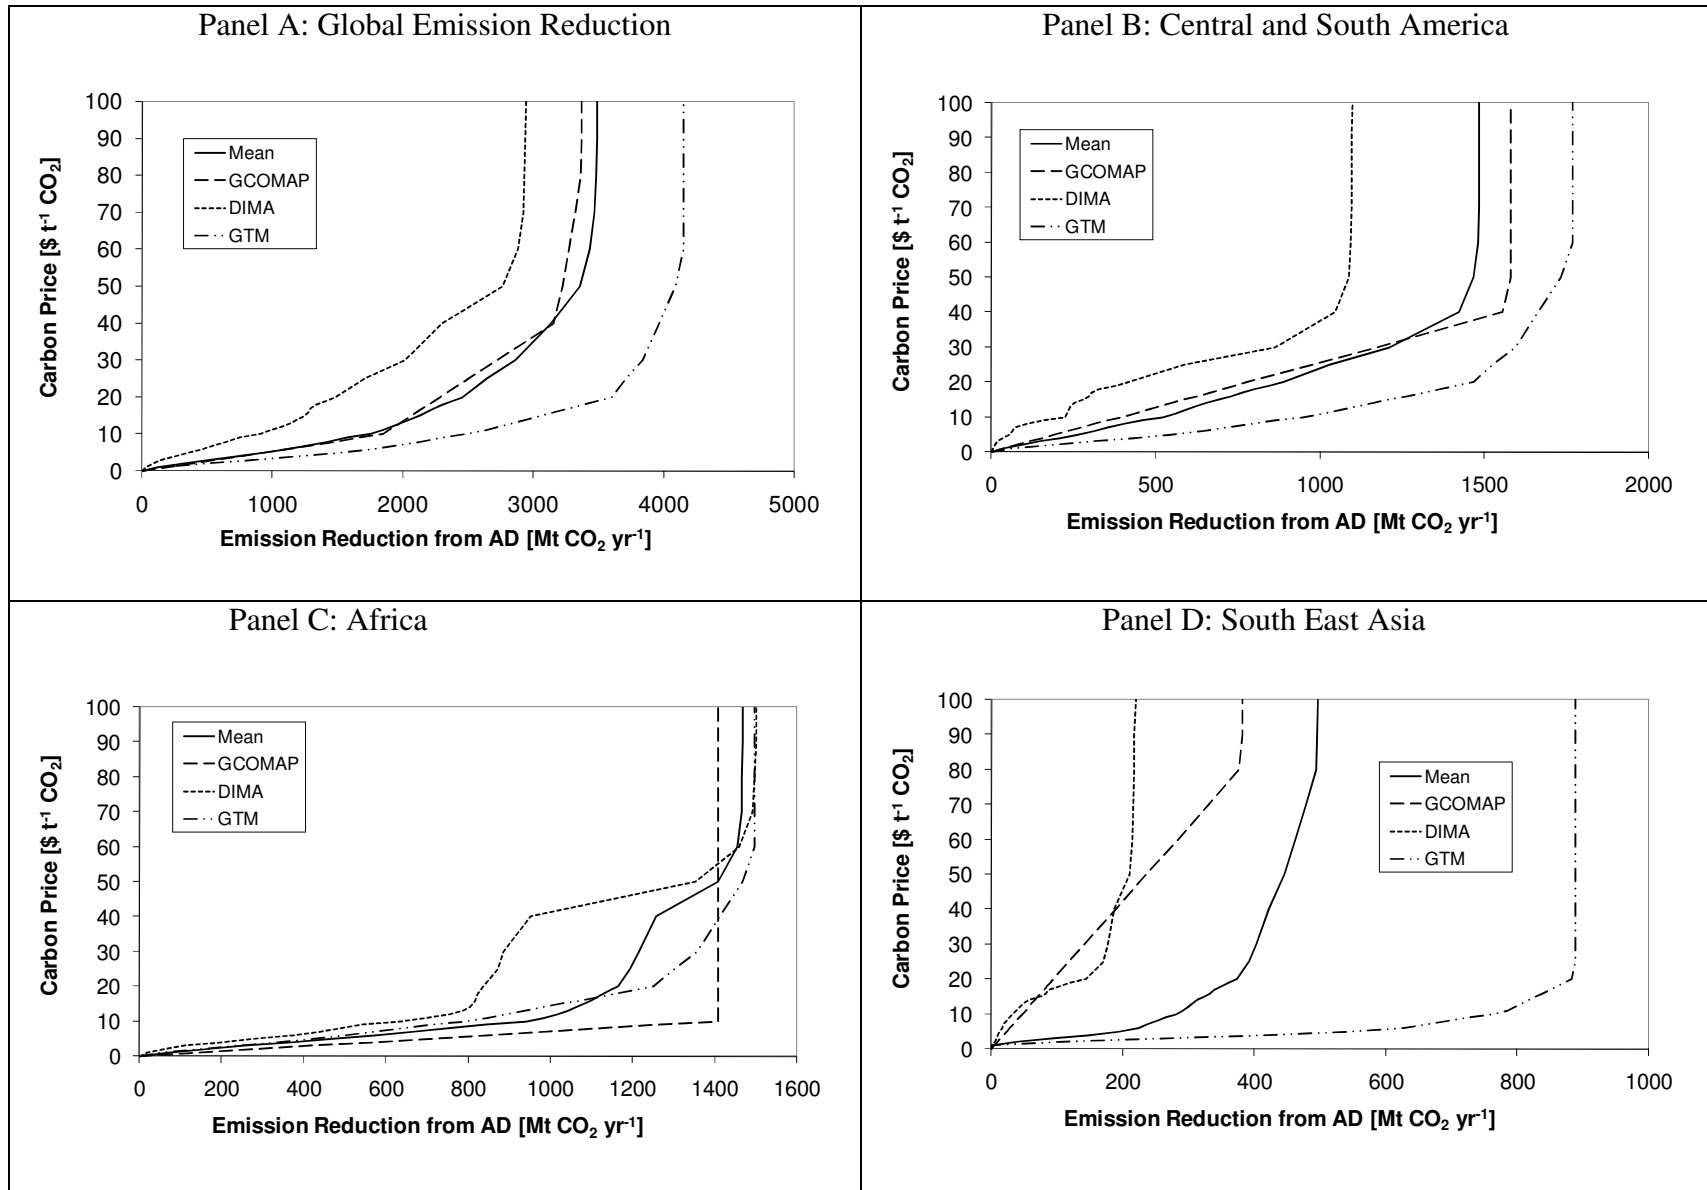 Panel A: Global Emission Reduction
100
90
80
70
60
50
40
30
20
10
0
Carbon Price [$ t⁻¹ CO₂]
Mean
GCOMAP
DIMA
GTM
0 1000 2000 3000 4000 5000
Emission Reduction from AD [Mt CO₂ yr⁻¹]
Panel B: Central and South America
100
90
80
70
60
50
40
30
20
10
0
Carbon Price [$ t⁻¹ CO₂]
Mean
GCOMAP
DIMA
GTM
0 500 1000 1500 2000
Emission Reduction from AD [Mt CO₂ yr⁻¹]
Panel C: Africa
100
90
80
70
60
50
40
30
20
10
0
Carbon Price [$ t⁻¹ CO₂]
Mean
GCOMAP
DIMA
GTM
0 200 400 600 800 1000 1200 1400 1600
Emission Reduction from AD [Mt CO₂ yr⁻¹]
Panel D: South East Asia
100
90
80
70
60
50
40
30
20
10
0
Carbon Price [$ t⁻¹ CO₂]
Mean
GCOMAP
DIMA
GTM
0 200 400 600 800 1000
Emission Reduction from AD [Mt CO₂ yr⁻¹]